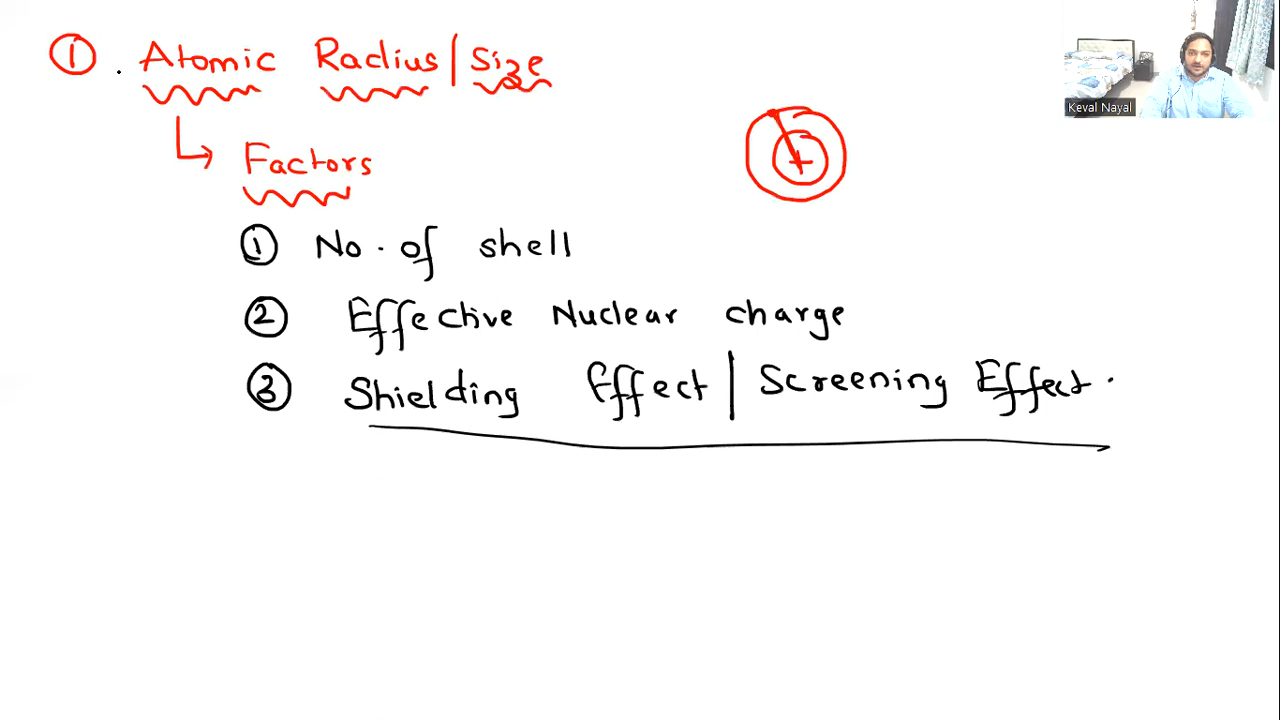 ① . Atomic Radius | Size
Keval Nayal
↳ Factors
+
① No. of shell
② Effective Nuclear charge
③ Shielding Effect | Screening Effect .